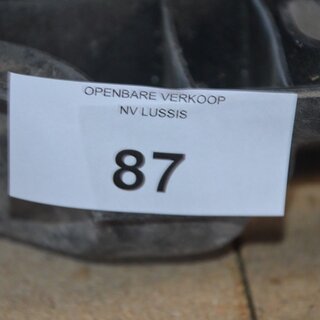 OPENBARE VERKOOP
NV LUSSIS
87